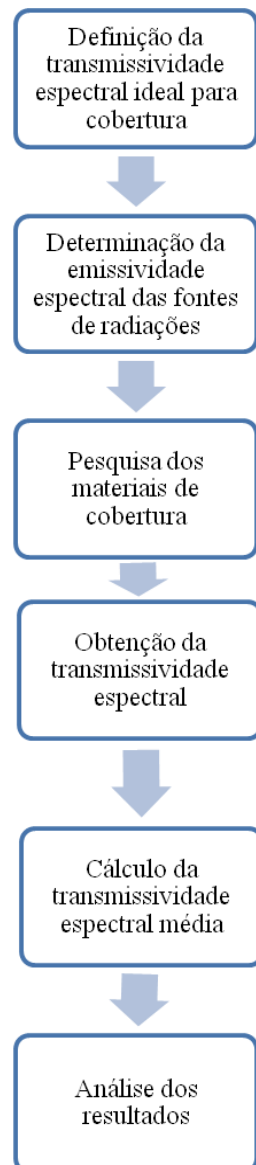 Definição da
transmissividade
espectral ideal para
cobertura
Determinação da
emissividade
espectral das fontes
de radiações
Pesquisa dos
materiais de
cobertura
Obtenção da
transmissividade
espectral
Cálculo da
transmissividade
espectral média
Análise dos
resultados